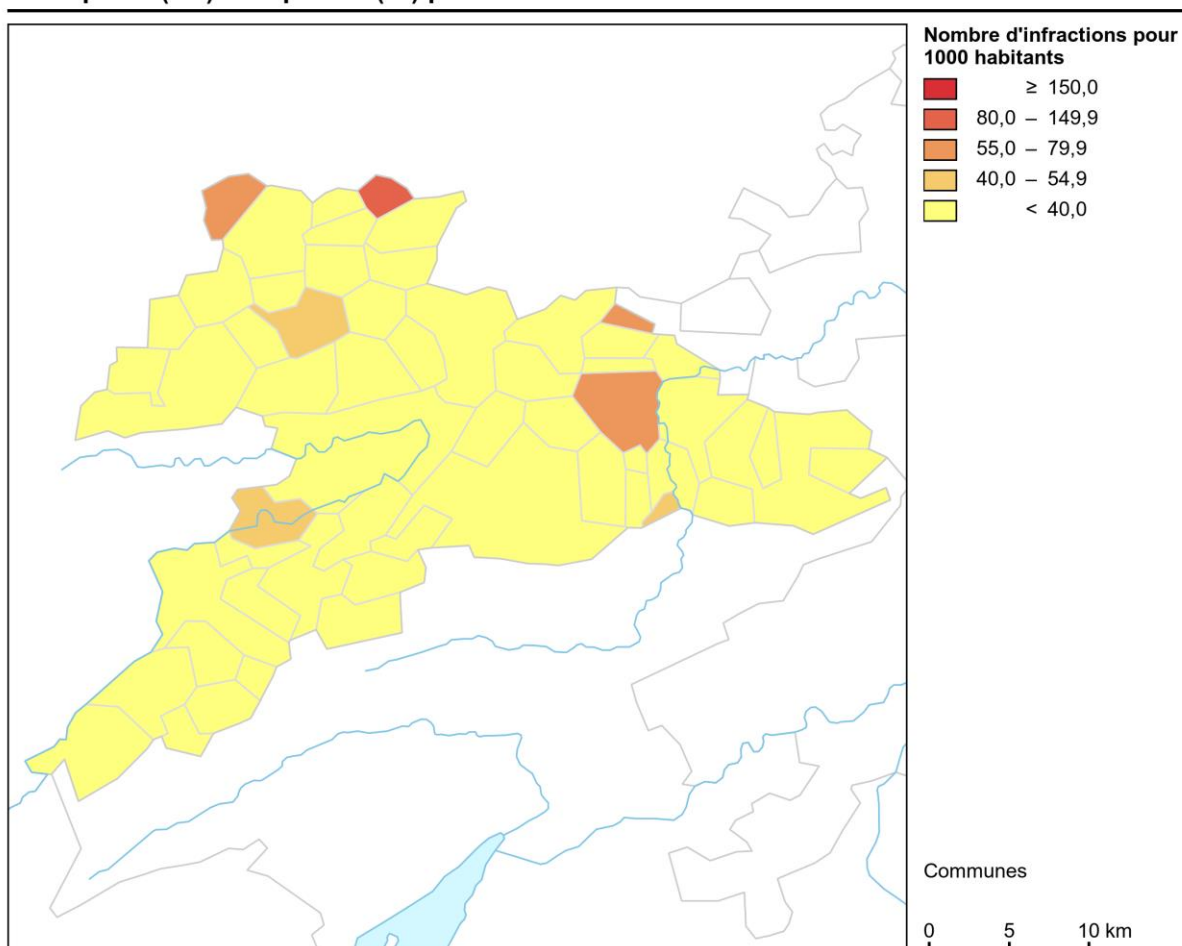 Nombre d'infractions pour
1000 habitants
≥ 150,0
80,0 – 149,9
55,0 – 79,9
40,0 – 54,9
< 40,0
Communes
0 5 10 km